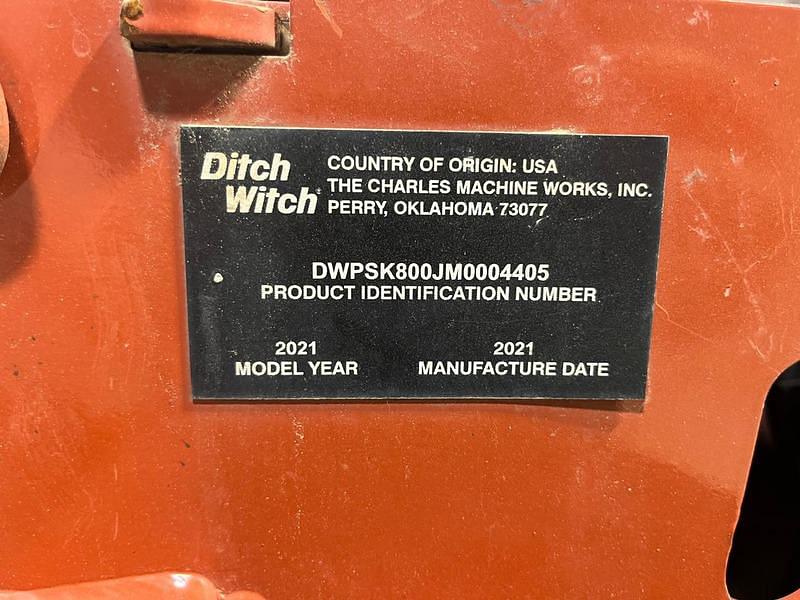 Ditch Witch
COUNTRY OF ORIGIN: USA
THE CHARLES MACHINE WORKS, INC.
PERRY, OKLAHOMA 73077
DWPSK800JM0004405
PRODUCT IDENTIFICATION NUMBER
2021 2021
MODEL YEAR MANUFACTURE DATE